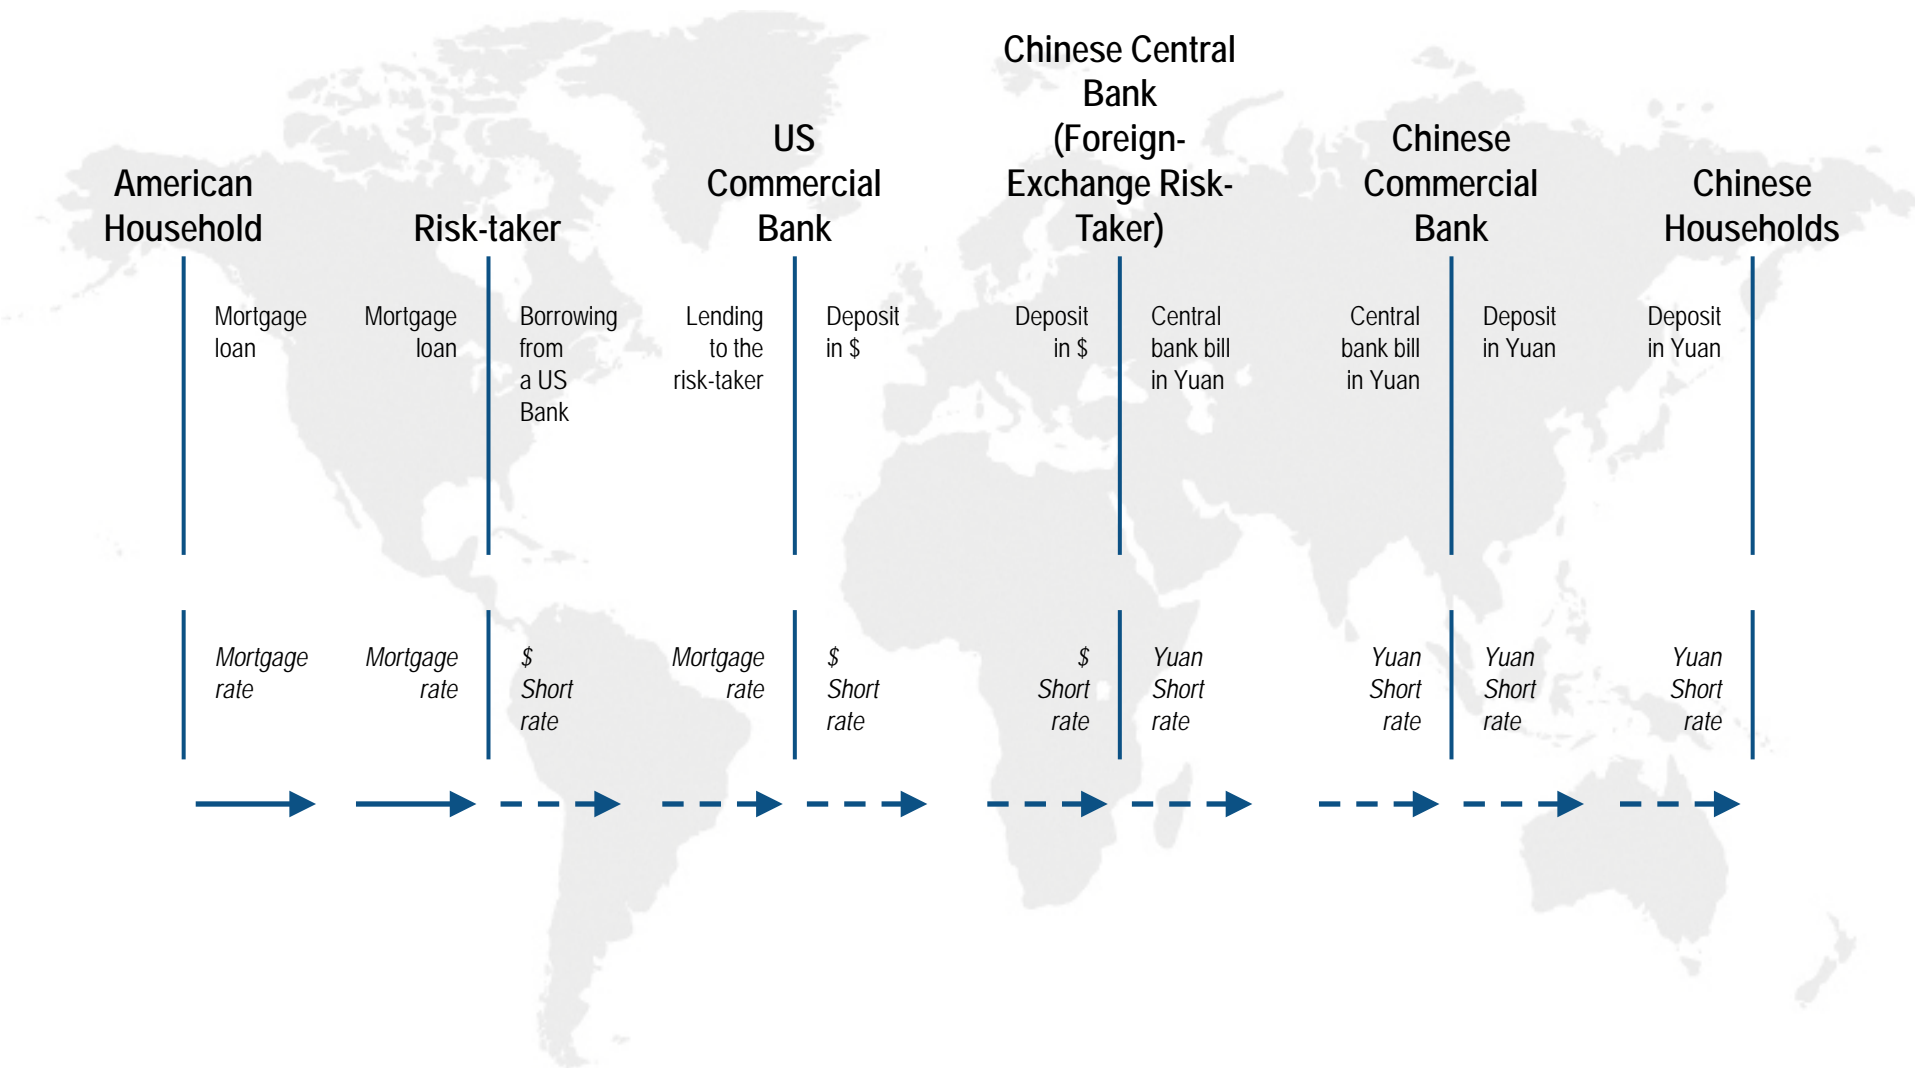 American
Household
Risk-taker
US
Commercial
Bank
Chinese Central
Bank
(Foreign-
Exchange Risk-
Taker)
Chinese
Commercial
Bank
Chinese
Households
Mortgage
loan
Mortgage
loan
Borrowing
from
a US
Bank
Lending
to the
risk-taker
Deposit
in $
Deposit
in $
Central
bank bill
in Yuan
Central
bank bill
in Yuan
Deposit
in Yuan
Deposit
in Yuan
Mortgage
rate
Mortgage
rate
$
Short
rate
Mortgage
rate
$
Short
rate
$
Short
rate
Yuan
Short
rate
Yuan
Short
rate
Yuan
Short
rate
Yuan
Short
rate